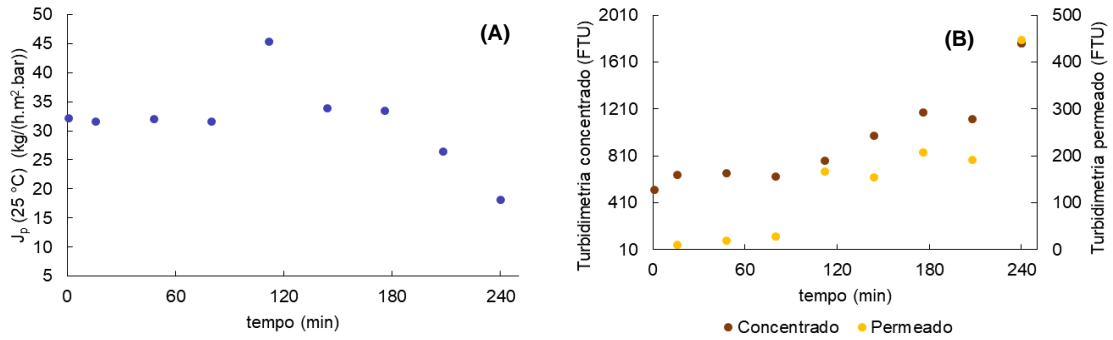 (A)
J_p (25 °C) (kg/(h.m².bar))
50
45
40
35
30
25
20
15
10
5
0 60 120 180 240
tempo (min)
(B)
Turbidimetria concentrado (FTU)
2010
1610
1210
810
410
10
Turbidimetria permeado (FTU)
500
400
300
200
100
0
0 60 120 180 240
tempo (min)
Concentrado Permeado